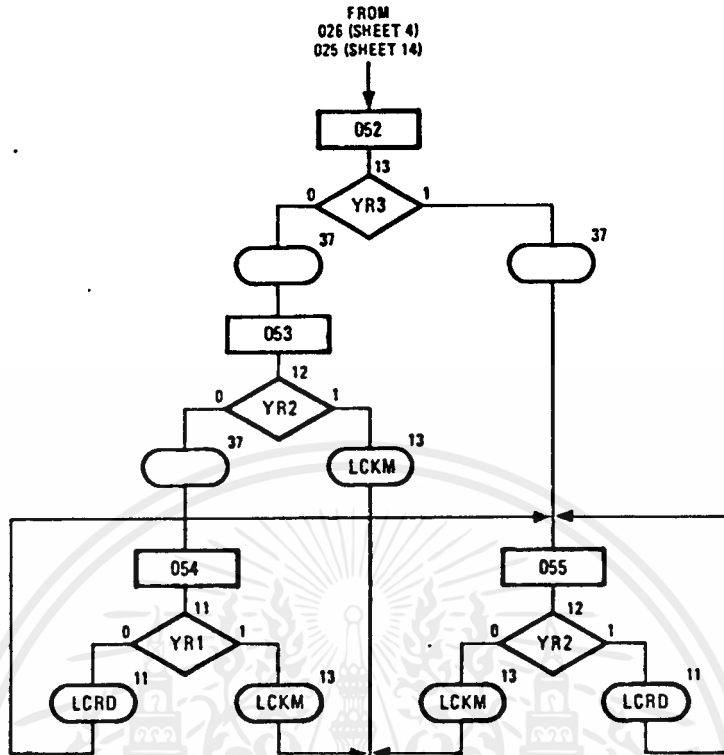 FROM
026 (SHEET 4)
025 (SHEET 14)
052
13
0 YR3 1
37 37
053
12
0 YR2 1
37 13
LCKM
054 055
11 12
0 YR1 1 0 YR2 1
11 13 13 11
LCRD LCKM LCKM LCRD